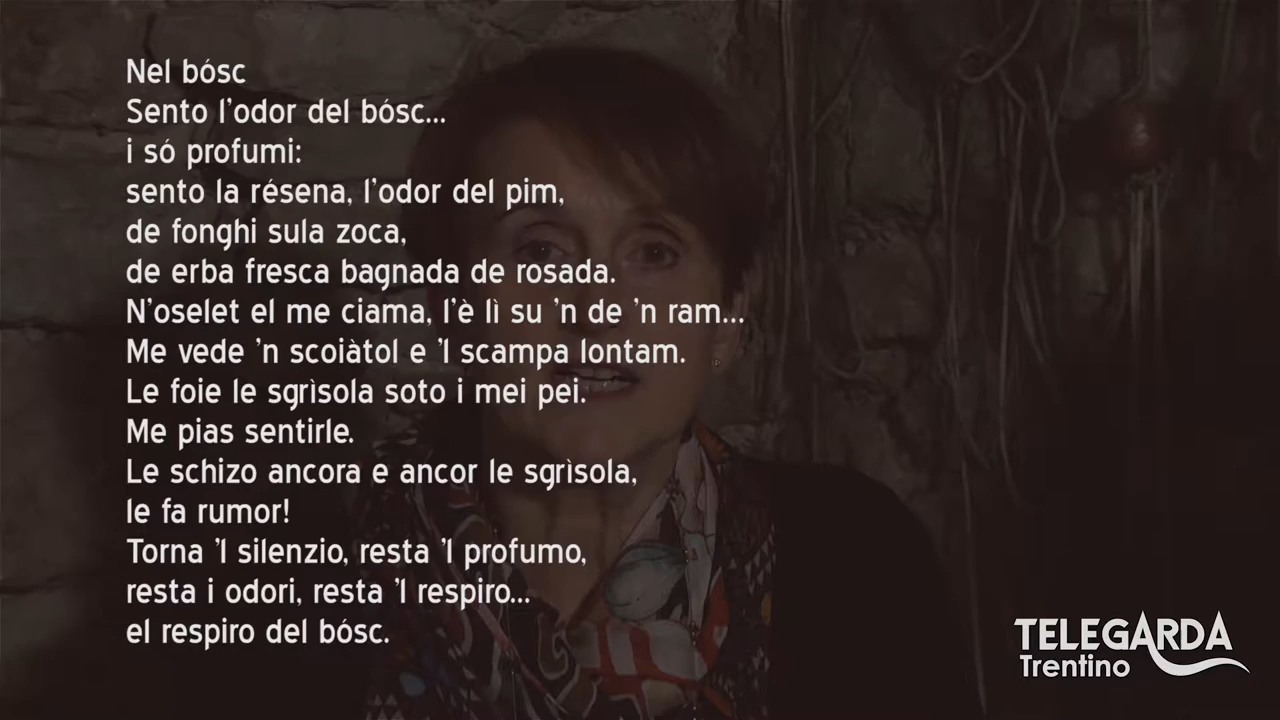 Nel bósc
Sento l'odor del bósc...
i só profumi:
sento la résena, l'odor del pim,
de fonghi sula zoca,
de erba fresca bagnada de rosada.
N'oselet el me ciama, l'è lì su 'n de 'n ram...
Me vede 'n scoiàtol e 'l scampa lontam.
Le foie le sgrìsola soto i mei pei.
Me pias sentirle.
Le schizo ancora e ancor le sgrìsola,
le fa rumor!
Torna 'l silenzio, resta 'l profumo,
resta i odori, resta 'l respiro...
el respiro del bósc.
TELEGARDA
Trentino